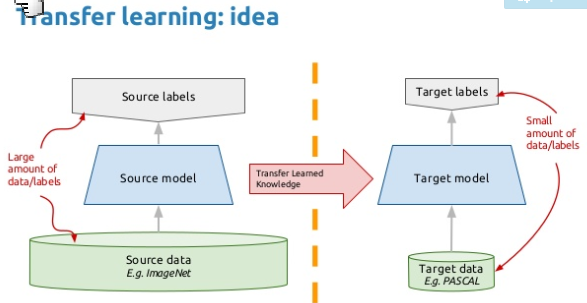 Transfer learning: idea
Source labels
Target labels
Large
amount of
data/labels
Small
amount of
data/labels
Source model
Transfer Learned
Knowledge
Target model
Source data
E.g. ImageNet
Target data
E.g. PASCAL